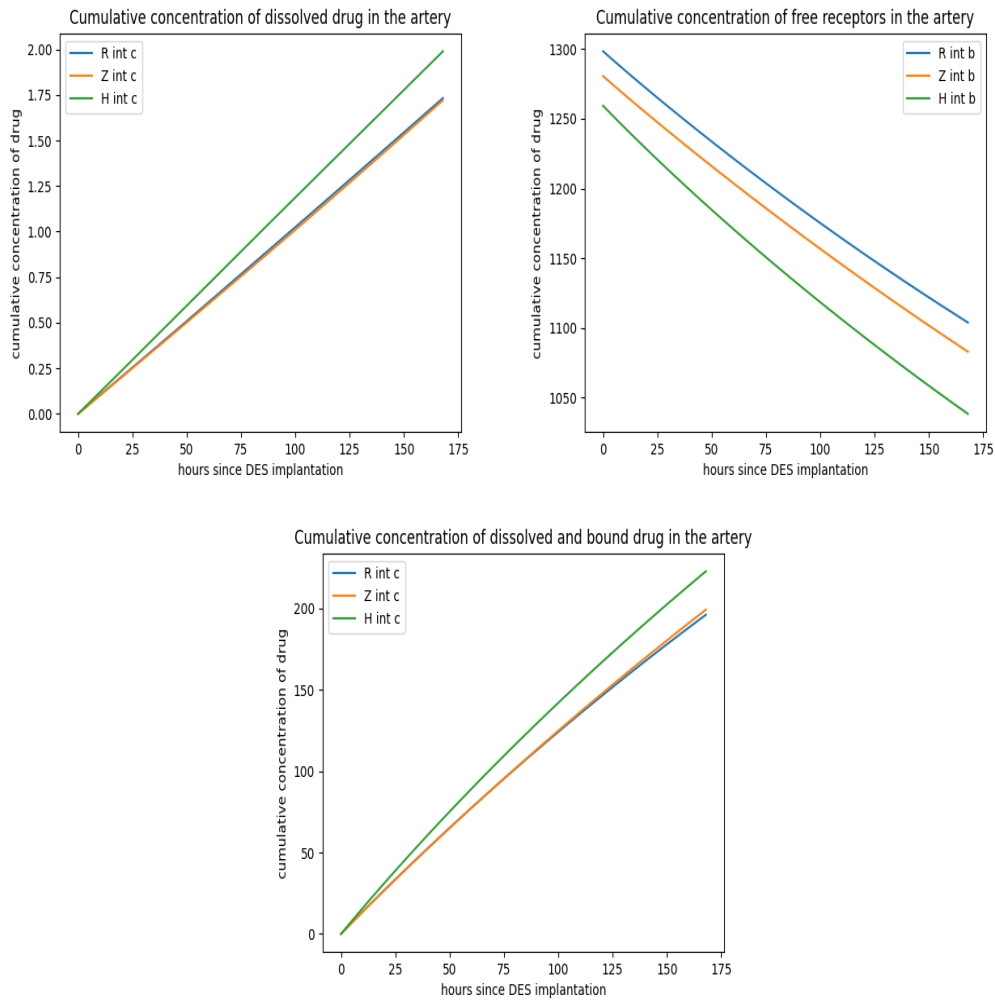 Cumulative concentration of dissolved drug in the artery
R int c
Z int c
H int c
cumulative concentration of drug
2.00
1.75
1.50
1.25
1.00
0.75
0.50
0.25
0.00
0 25 50 75 100 125 150 175
hours since DES implantation
Cumulative concentration of free receptors in the artery
R int b
Z int b
H int b
cumulative concentration of drug
1300
1250
1200
1150
1100
1050
0 25 50 75 100 125 150 175
hours since DES implantation
Cumulative concentration of dissolved and bound drug in the artery
R int c
Z int c
H int c
cumulative concentration of drug
200
150
100
50
0
0 25 50 75 100 125 150 175
hours since DES implantation